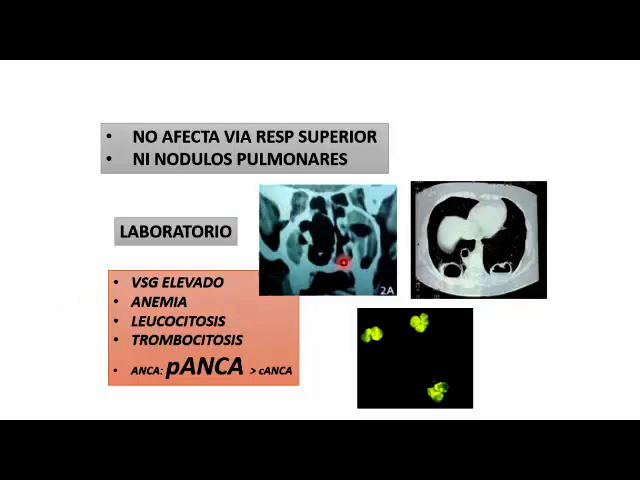 • NO AFECTA VIA RESP SUPERIOR
• NI NODULOS PULMONARES
LABORATORIO
• VSG ELEVADO
• ANEMIA
• LEUCOCITOSIS
• TROMBOCITOSIS
• ANCA: pANCA > cANCA
2A